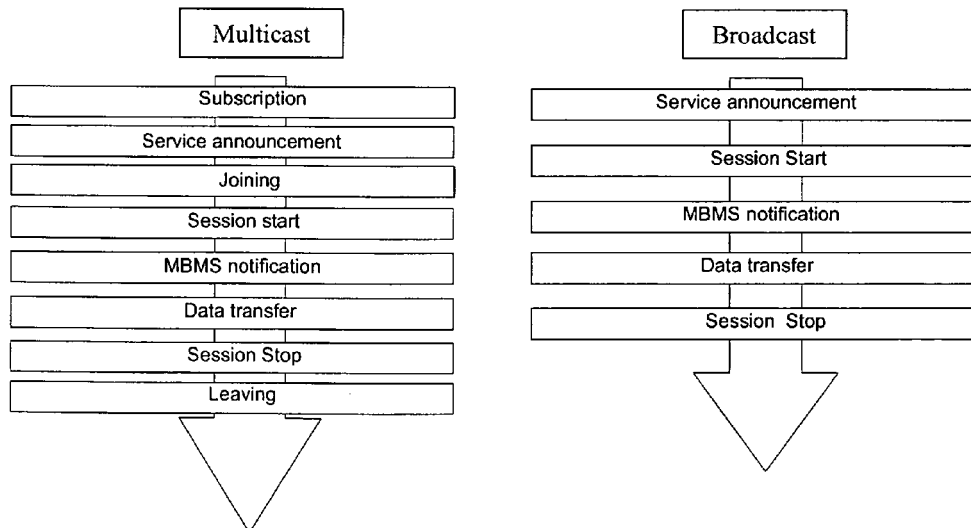 Multicast
Subscription
Service announcement
Joining
Session start
MBMS notification
Data transfer
Session Stop
Leaving
Broadcast
Service announcement
Session Start
MBMS notification
Data transfer
Session Stop